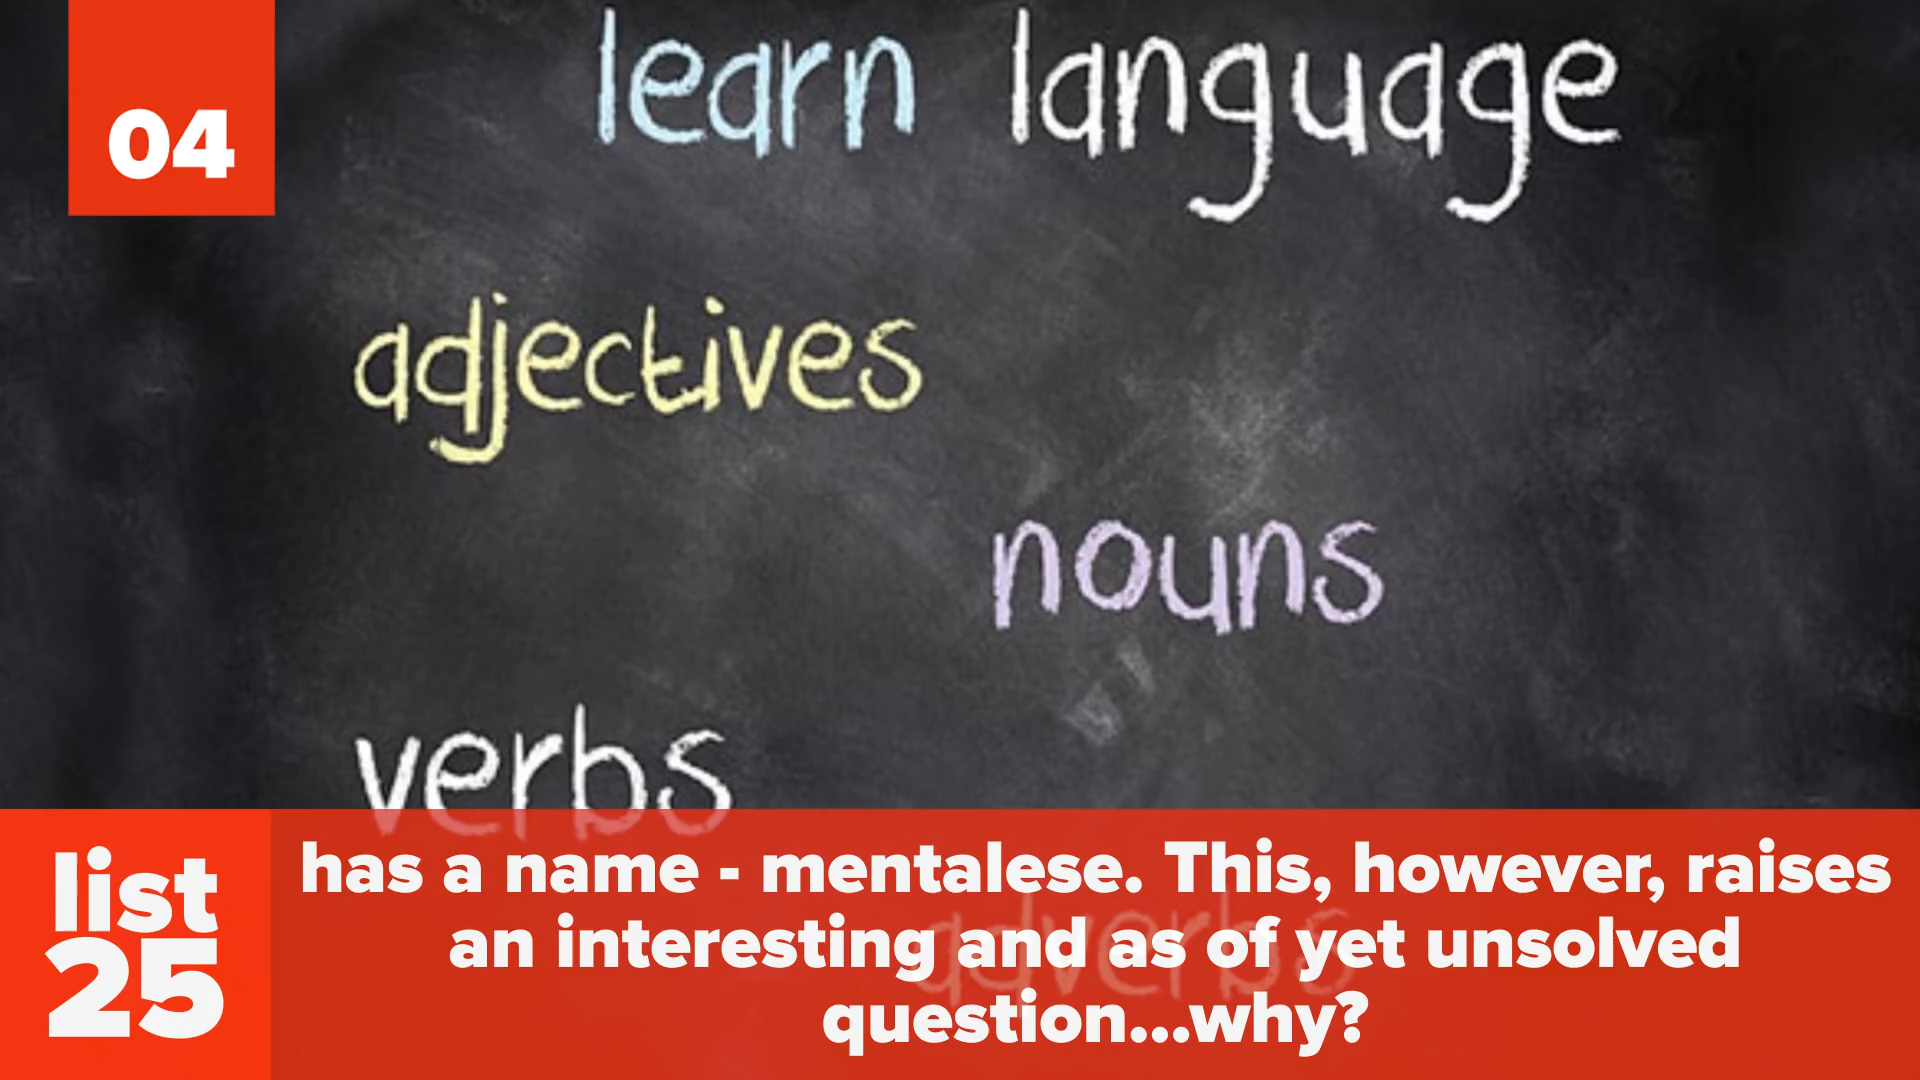 04
learn language
adjectives
nouns
verbs
adverbs
list
25
has a name - mentalese. This, however, raises
an interesting and as of yet unsolved
question...why?